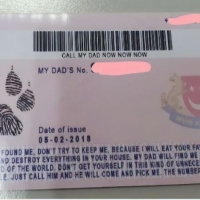 CALL MY DAD NOW NOW NOW
MY DAD'S No.
Date of issue
05-02-2018
FOUND ME, DON'T TRY TO KEEP ME, BECAUSE I WILL EAT YOUR
AND DESTROY EVERYTHING IN YOUR HOUSE. MY DAD WILL FIND ME
OF THE WORLD. DON'T GET YOURSELF IN THIS KIND OF
JUST CALL HIM AND HE WILL COME AND PICK ME. THE NUMBER